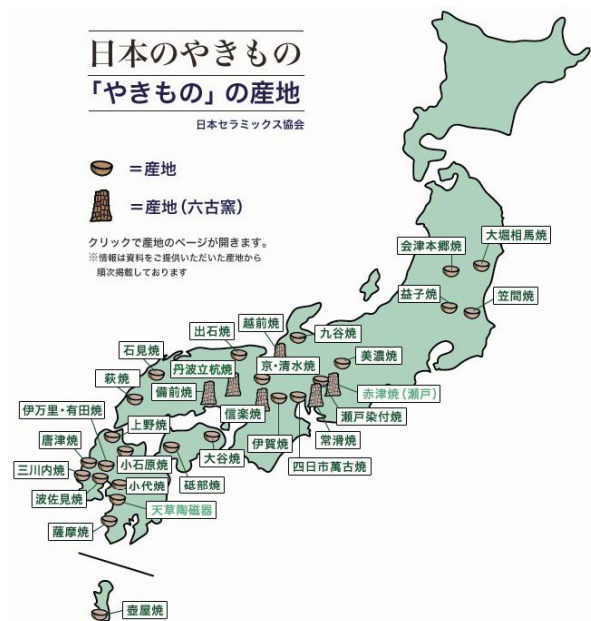 日本のやきもの
「やきもの」の産地
日本セラミックス協会
＝産地
＝産地（六古窯）
クリックで産地のページが開きます。
※情報は資料をご提供いただいた産地から
順次掲載しております
大堀相馬焼
会津本郷焼
益子焼
笠間焼
越前焼
九谷焼
出石焼
石見焼
美濃焼
京・清水焼
丹波立杭焼
萩焼
備前焼
赤津焼（瀬戸）
伊万里・有田焼
信楽焼
瀬戸染付焼
上野焼
唐津焼
伊賀焼
常滑焼
小石原焼
大谷焼
四日市萬古焼
三川内焼
小代焼
砥部焼
波佐見焼
天草陶磁器
薩摩焼
壺屋焼